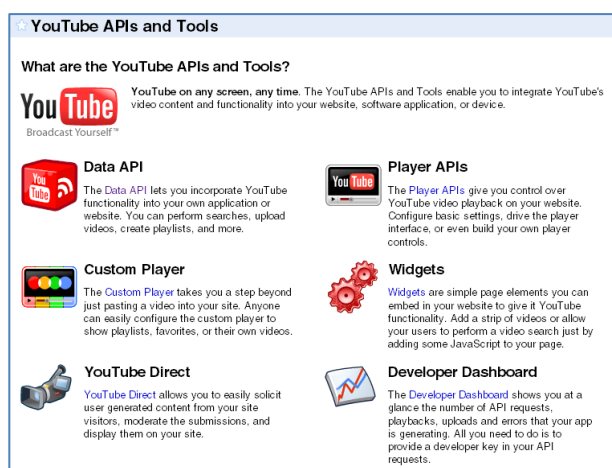 YouTube APIs and Tools
What are the YouTube APIs and Tools?
You Tube
Broadcast Yourself™
YouTube on any screen, any time. The YouTube APIs and Tools enable you to integrate YouTube's
video content and functionality into your website, software application, or device.
You Tube
Data API
The Data API lets you incorporate YouTube
functionality into your own application or
website. You can perform searches, upload
videos, create playlists, and more.
You Tube
Player APIs
The Player APIs give you control over
YouTube video playback on your website.
Configure basic settings, drive the player
interface, or even build your own player
controls.
Custom Player
The Custom Player takes you a step beyond
just pasting a video into your site. Anyone
can easily configure the custom player to
show playlists, favorites, or their own videos.
Widgets
Widgets are simple page elements you can
embed in your website to give it YouTube
functionality. Add a strip of videos or allow
your users to perform a video search just by
adding some JavaScript to your page.
YouTube Direct
YouTube Direct allows you to easily solicit
user generated content from your site
visitors, moderate the submissions, and
display them on your site.
Developer Dashboard
The Developer Dashboard shows you at a
glance the number of API requests,
playbacks, uploads and errors that your app
is generating. All you need to do is to
provide a developer key in your API
requests.